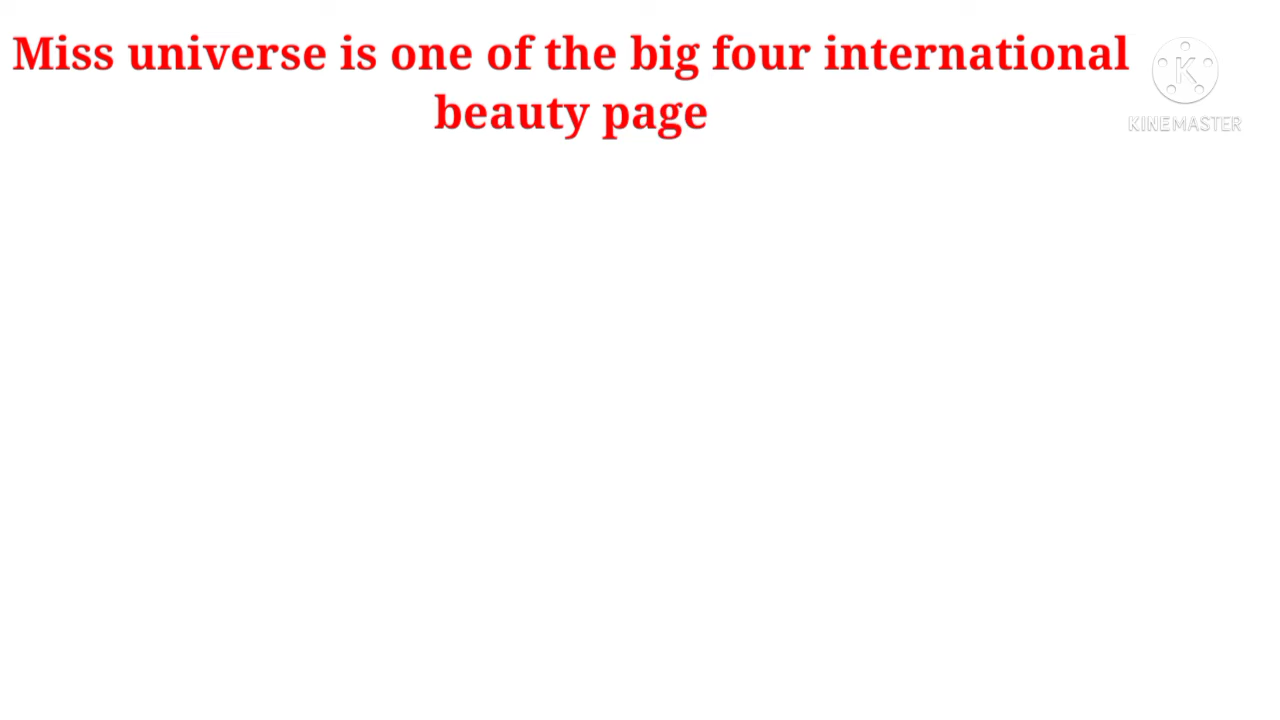 Miss universe is one of the big four international
beauty page
KINEMASTER